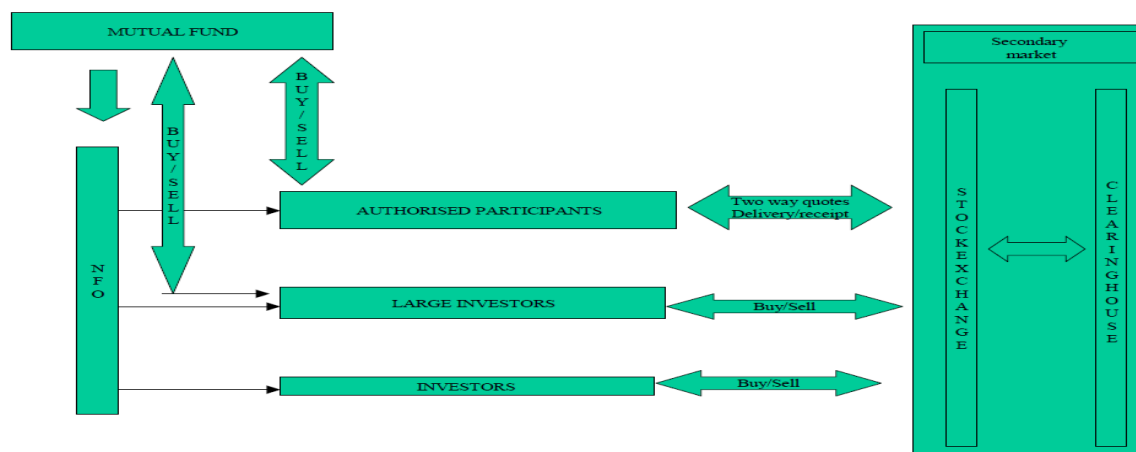 MUTUAL FUND
Secondary
market
BUY/SELL
BUY/SELL
NFO
AUTHORISED PARTICIPANTS
Two way quotes
Delivery/receipt
LARGE INVESTORS
Buy/Sell
INVESTORS
Buy/Sell
STOCKEXCHANGE
CLEARINGHOUSE